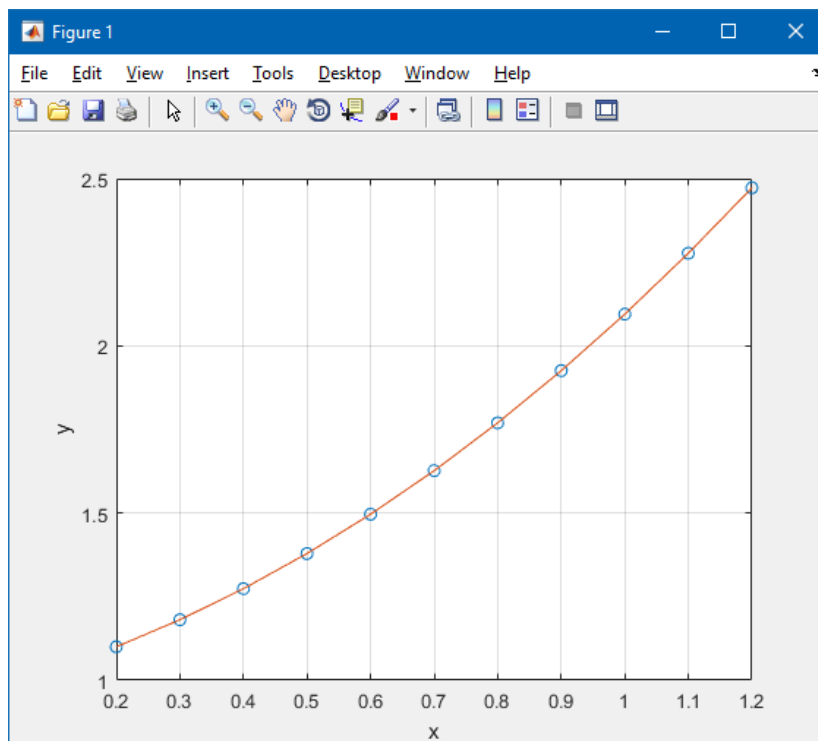 Figure 1
File Edit View Insert Tools Desktop Window Help
2.5
2
1.5
1
y
0.2 0.3 0.4 0.5 0.6 0.7 0.8 0.9 1 1.1 1.2
x